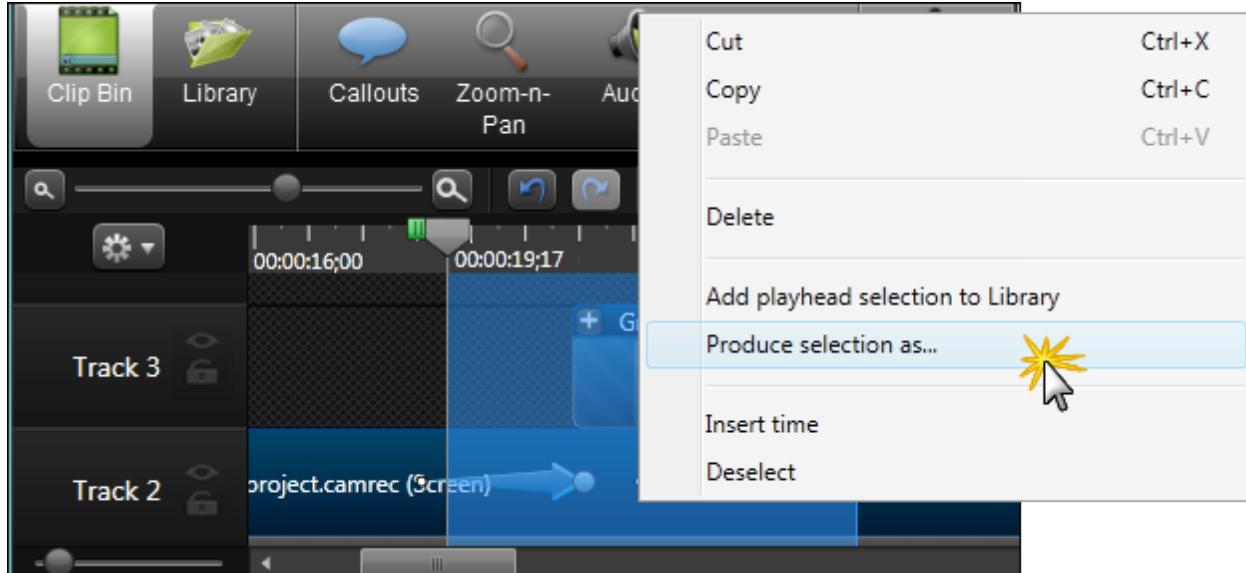 Clip Bin
Library
Callouts
Zoom-n-
Pan
Cut Ctrl+X
Copy Ctrl+C
Paste Ctrl+V
Delete
Add playhead selection to Library
Produce selection as...
Insert time
Deselect
00:00:16;00 00:00:19;17
Track 3
Track 2
project.camrec (Screen)